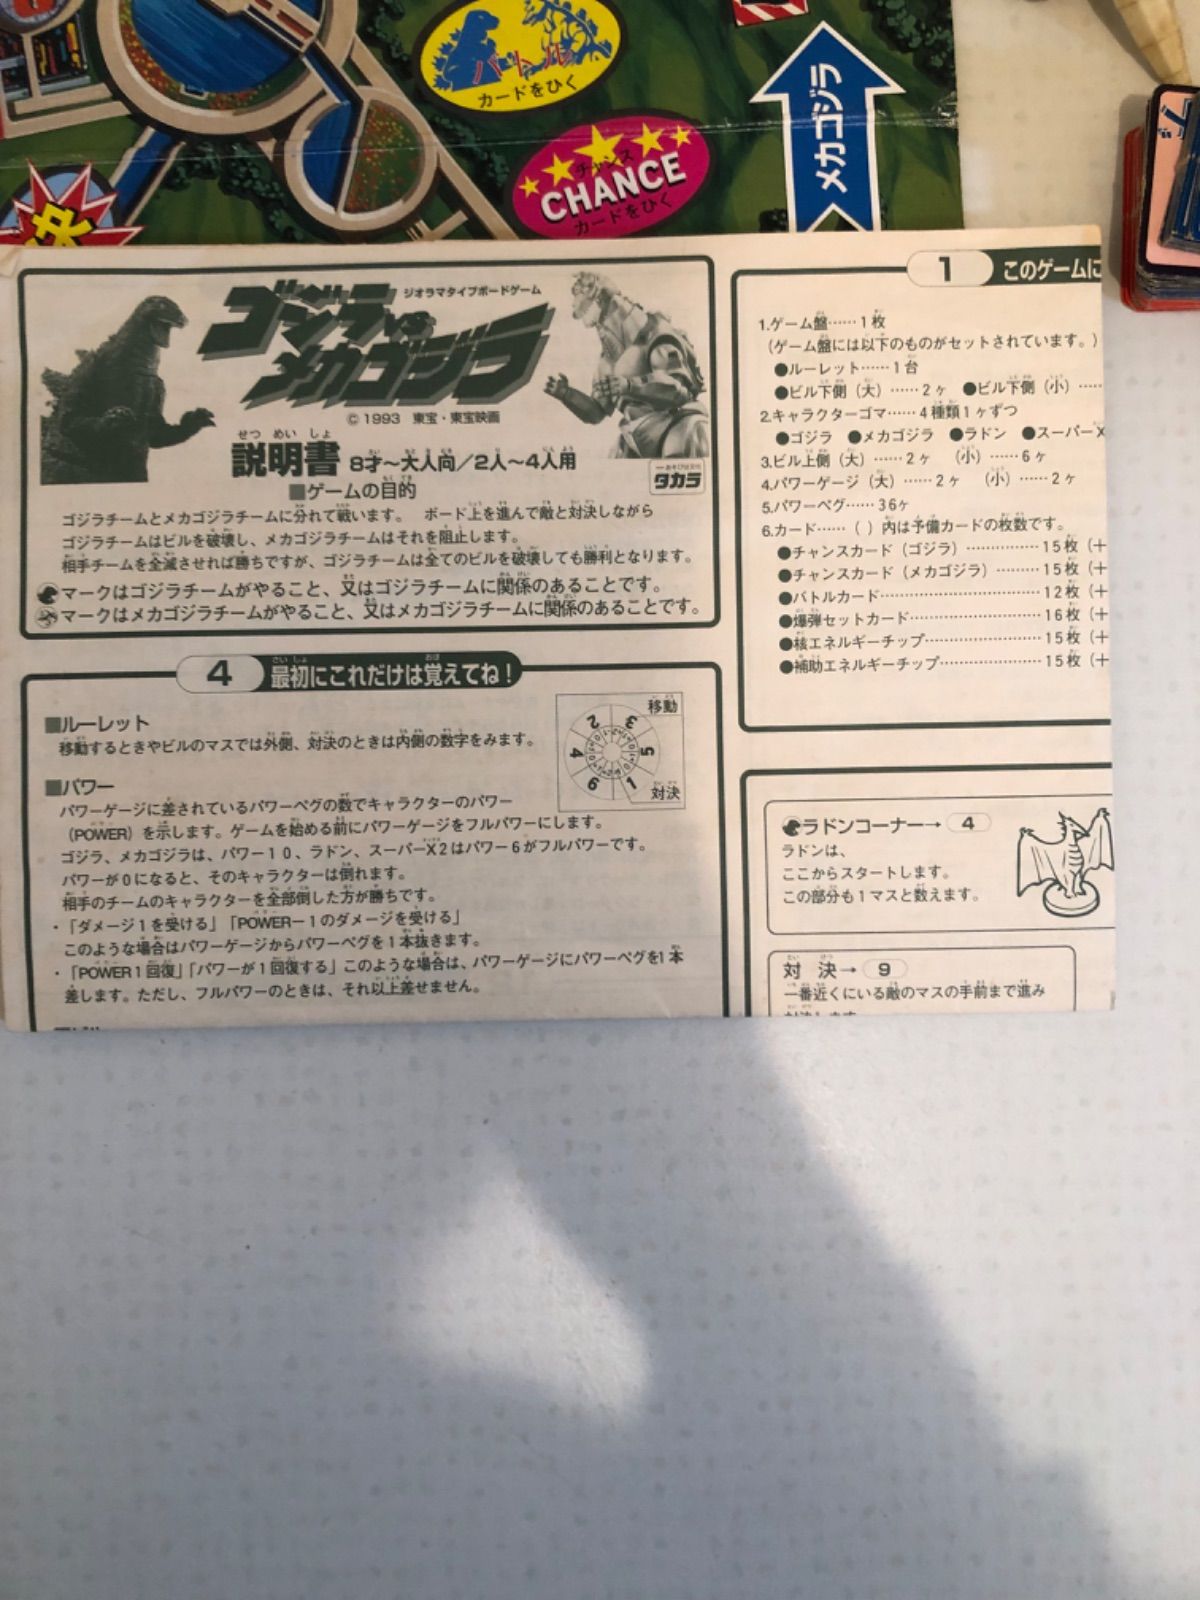 バトル
カードをひく
チャンス
CHANCE
カードをひく
メカゴジラ
決
ジオラマタイプボードゲーム
ゴジラVS
メカゴジラ
© 1993 東宝・東宝映画
せつ めい しょ
説明書 8才〜大人向／2人〜4人用
タカラ
■ゲームの目的
ゴジラチームとメカゴジラチームに分れて戦います。 ボード上を進んで敵と対決しながら
ゴジラチームはビルを破壊し、メカゴジラチームはそれを阻止します。
相手チームを全滅させれば勝ちですが、ゴジラチームは全てのビルを破壊しても勝利となります。
マークはゴジラチームがやること、又はゴジラチームに関係のあることです。
マークはメカゴジラチームがやること、又はメカゴジラチームに関係のあることです。
4 最初にこれだけは覚えてね！
■ルーレット
移動するときやビルのマスでは外側、対決のときは内側の数字をみます。
移動
2 3 5 1 6 4
対決
■パワー
パワーゲージに差されているパワーペグの数でキャラクターのパワー
（POWER）を示します。ゲームを始める前にパワーゲージをフルパワーにします。
ゴジラ、メカゴジラは、パワー10、ラドン、スーパーX2はパワー6がフルパワーです。
パワーが0になると、そのキャラクターは倒れます。
相手のチームのキャラクターを全部倒した方が勝ちです。
・「ダメージ1を受ける」「POWERー1のダメージを受ける」
このような場合はパワーゲージからパワーペグを1本抜きます。
・「POWER1回復」「パワーが1回復する」このような場合は、パワーゲージにパワーペグを1本
差します。ただし、フルパワーのときは、それ以上差せません。
1 このゲームに
1.ゲーム盤……1枚
（ゲーム盤には以下のものがセットされています。）
●ルーレット……1台
●ビル下側（大）……2ヶ ●ビル下側（小）……
2.キャラクターゴマ……4種類1ヶずつ
●ゴジラ ●メカゴジラ ●ラドン ●スーパーX
3.ビル上側（大）……2ヶ （小）……6ヶ
4.パワーゲージ（大）……2ヶ （小）……2ヶ
5.パワーペグ……36ヶ
6.カード……（ ）内は予備カードの枚数です。
●チャンスカード（ゴジラ）……………15枚（＋
●チャンスカード（メカゴジラ）…………15枚（＋
●バトルカード…………………………12枚（＋
●爆弾セットカード……………………16枚（＋
●核エネルギーチップ…………………15枚（＋
●補助エネルギーチップ………………15枚（＋
ラドンコーナー→ 4
ラドンは、
ここからスタートします。
この部分も1マスと数えます。
対 決→ 9
一番近くにいる敵のマスの手前まで進み